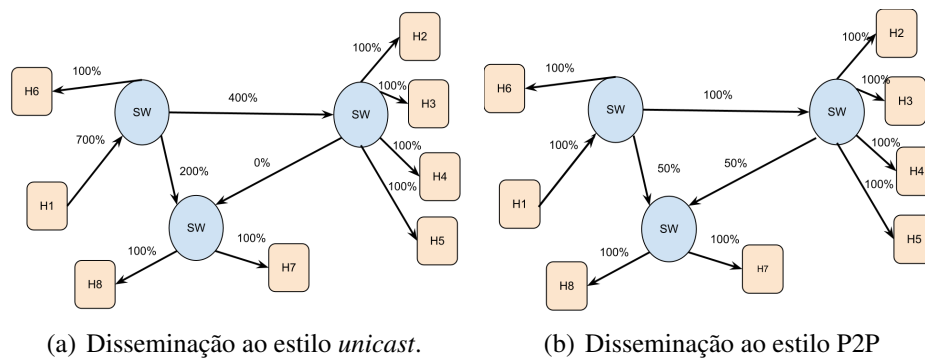 H2
100%
100%
H6
100%
H3
SW
400%
SW
700%
100%
H4
200%
0%
100%
H1
SW
H5
100%
100%
H8
H7
(a) Disseminação ao estilo unicast.
H2
100%
100%
H6
100%
H3
SW
100%
SW
100%
100%
H4
50%
50%
100%
H1
SW
H5
100%
100%
H8
H7
(b) Disseminação ao estilo P2P